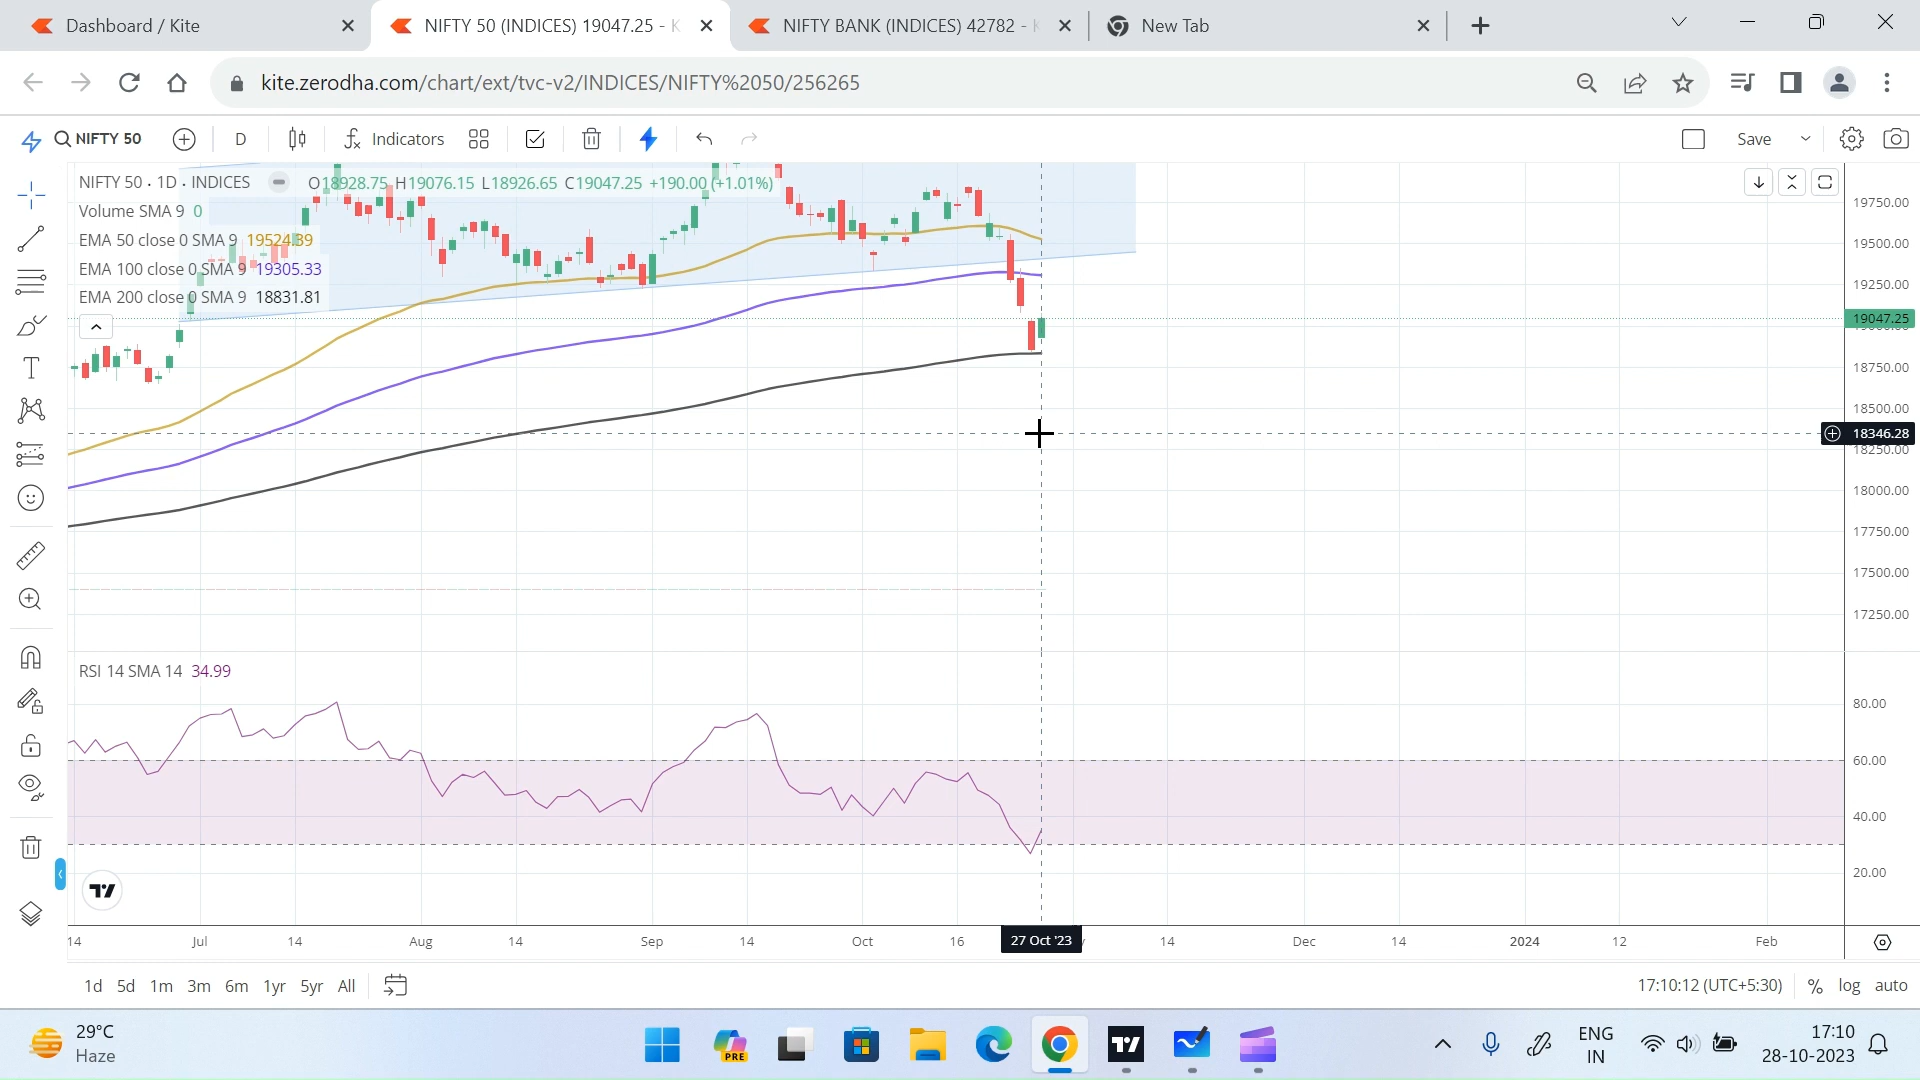 Dashboard / Kite
NIFTY 50 (INDICES) 19047.25 - K
NIFTY BANK (INDICES) 42782 - K
New Tab
kite.zerodha.com/chart/ext/tvc-v2/INDICES/NIFTY%2050/256265
NIFTY 50
D
Indicators
Save
NIFTY 50 · 1D · INDICES O18928.75 H19076.15 L18926.65 C19047.25 +190.00 (+1.01%)
Volume SMA 9 0
EMA 50 close 0 SMA 9 19524.39
EMA 100 close 0 SMA 9 19305.33
EMA 200 close 0 SMA 9 18831.81
19750.00
19500.00
19250.00
19047.25
18750.00
18500.00
18346.28
18250.00
18000.00
17750.00
17500.00
17250.00
RSI 14 SMA 14 34.99
80.00
60.00
40.00
20.00
14 Jul 14 Aug 14 Sep 14 Oct 16 27 Oct '23 14 Dec 14 2024 12 Feb
1d 5d 1m 3m 6m 1yr 5yr All
17:10:12 (UTC+5:30) % log auto
29°C
Haze
PRE
ENG
IN
17:10
28-10-2023